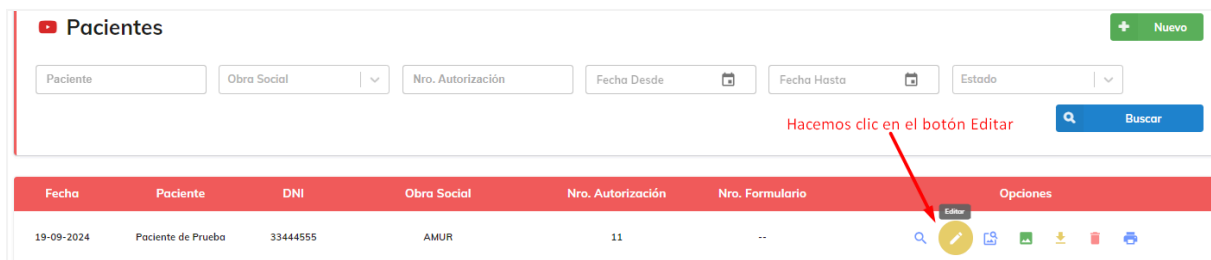 Pacientes
Nuevo
Paciente Obra Social Nro. Autorización Fecha Desde Fecha Hasta Estado
Hacemos clic en el botón Editar
Buscar
Fecha Paciente DNI Obra Social Nro. Autorización Nro. Formulario Opciones
Editar
19-09-2024 Paciente de Prueba 33444555 AMUR 11 --